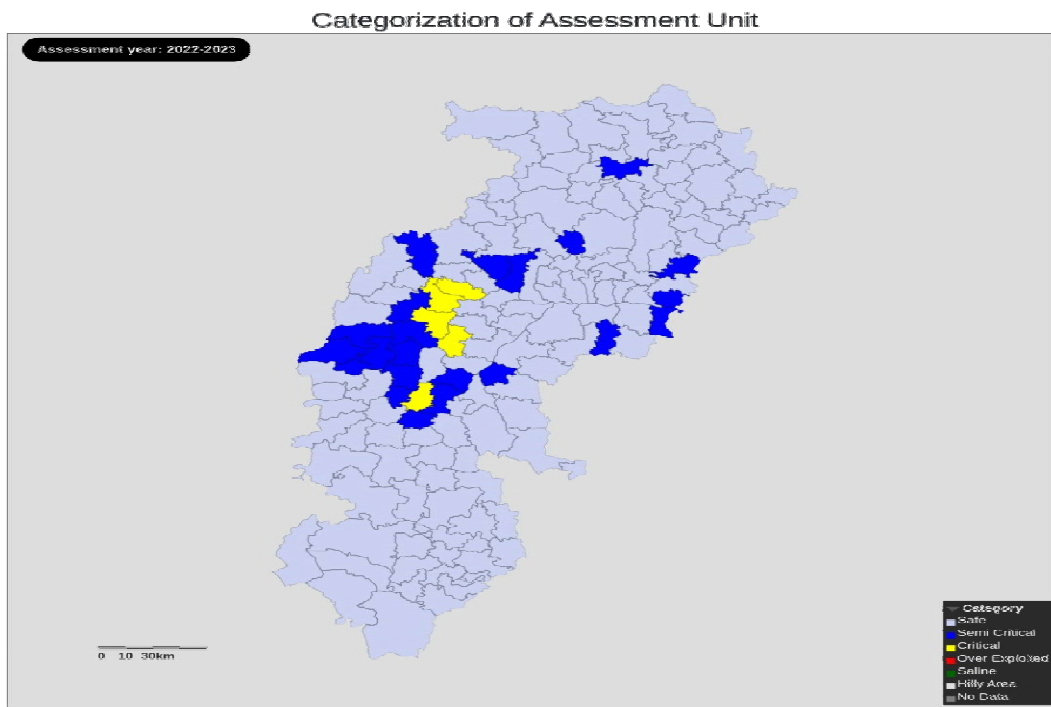 Categorization of Assessment Unit
Assessment year: 2022-2023
Category
Safe
Semi Critical
Critical
Over Exploited
Saline
Hilly Area
No Data
0 10 30km